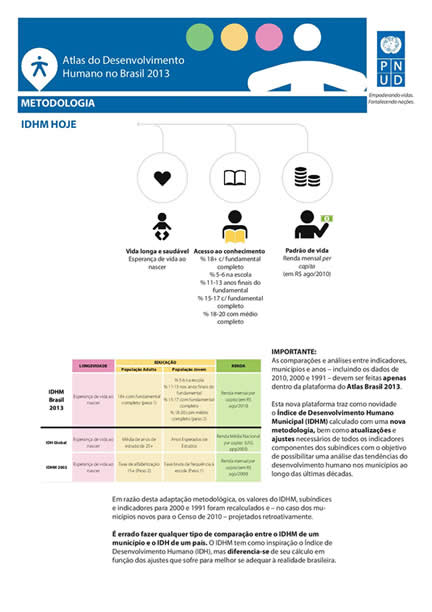 Atlas do Desenvolvimento
Humano no Brasil 2013
P N
U D
Empoderando vidas.
Fortalecendo nações.
METODOLOGIA
IDHM HOJE
Vida longa e saudável
Esperança de vida ao
nascer
Acesso ao conhecimento
% 18+ c/ fundamental
completo
% 5-6 na escola
% 11-13 anos finais do
fundamental
% 15-17 c/ fundamental
completo
% 18-20 com médio
completo
Padrão de vida
Renda mensal per
capita
(em R$ ago/2010)
LONGEVIDADE
EDUCAÇÃO
RENDA
População Adulta
População Jovem
IDHM
Brasil
2013
Esperança de vida ao
nascer
18+ com fundamental
completo (peso 1)
% 5-6 na escola
% 11-13 nos anos finais do
fundamental
% 15-17 com fundamental
completo
% 18-20 com médio
completo (peso 2)
Renda mensal per
capita (em R$
ago/2010)
IDH Global
Esperança de vida ao
nascer
Média de anos de
estudo de 25+
Anos Esperados de
Estudos
Renda Média Nacional
per capita
IDHM 2003
Esperança de vida ao
nascer
Taxa de alfabetização
15+ (Peso 2)
Taxa bruta de frequência à
escola (Peso 1)
Renda mensal per
capita (em R$
ago/2000)
IMPORTANTE:
As comparações e análises entre indicadores,
municípios e anos – incluindo os dados de
2010, 2000 e 1991 – devem ser feitas apenas
dentro da plataforma do Atlas Brasil 2013.
Esta nova plataforma traz como novidade
o Índice de Desenvolvimento Humano
Municipal (IDHM) calculado com uma nova
metodologia, bem como atualizações e
ajustes necessários de todos os indicadores
componentes dos subíndices com o objetivo
de possibilitar uma análise das tendências do
desenvolvimento humano nos municípios ao
longo das últimas décadas.
Em razão desta adaptação metodológica, os valores do IDHM, subíndices
e indicadores para 2000 e 1991 foram recalculados e – no caso dos mu-
nicípios novos para o Censo de 2010 – projetados retroativamente.
É errado fazer qualquer tipo de comparação entre o IDHM de um
município e o IDH de um país. O IDHM tem como inspiração o Índice de
Desenvolvimento Humano (IDH), mas diferencia-se de seu cálculo em
função dos ajustes que sofre para melhor se adequar à realidade brasileira.